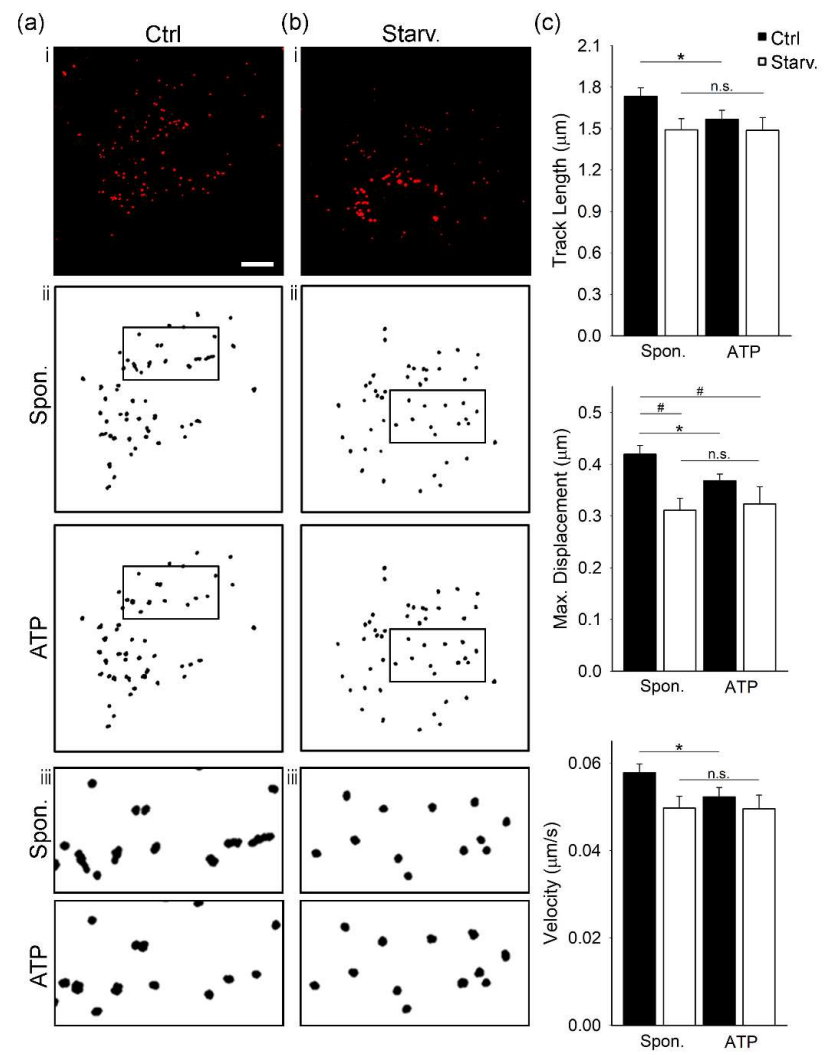 (a)
Ctrl
i
(b)
Starv.
i
(c)
Ctrl
Starv.
ii
Spon.
ii
ATP
iii
Spon.
iii
ATP
Track Length (μm)
2.1
1.8
1.5
1.2
0.9
0.6
0.3
0.0
*
n.s.
Spon.
ATP
Max. Displacement (μm)
0.5
0.4
0.3
0.2
0.1
0.0
#
#
*
n.s.
Spon.
ATP
Velocity (μm/s)
0.06
0.04
0.02
0.00
*
n.s.
Spon.
ATP